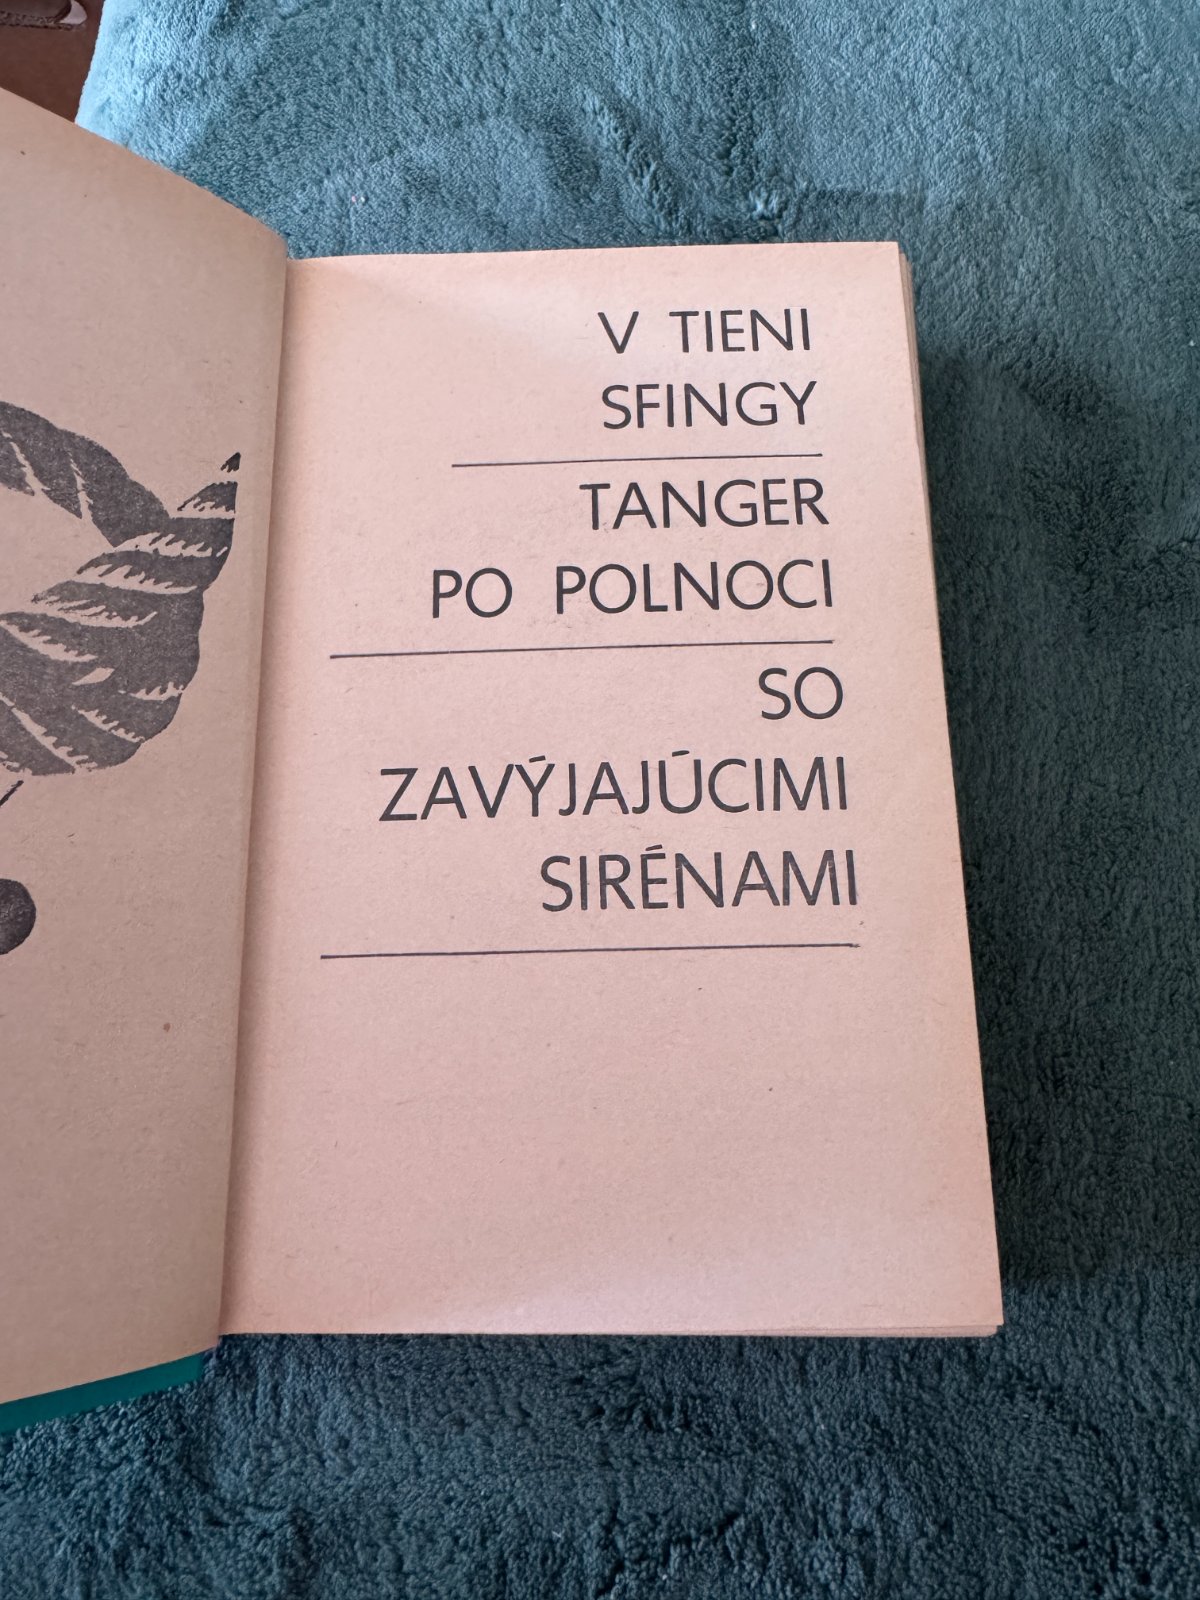 V TIENI
SFINGY
TANGER
PO POLNOCI
SO
ZAVÝJAJÚCIMI
SIRÉNAMI